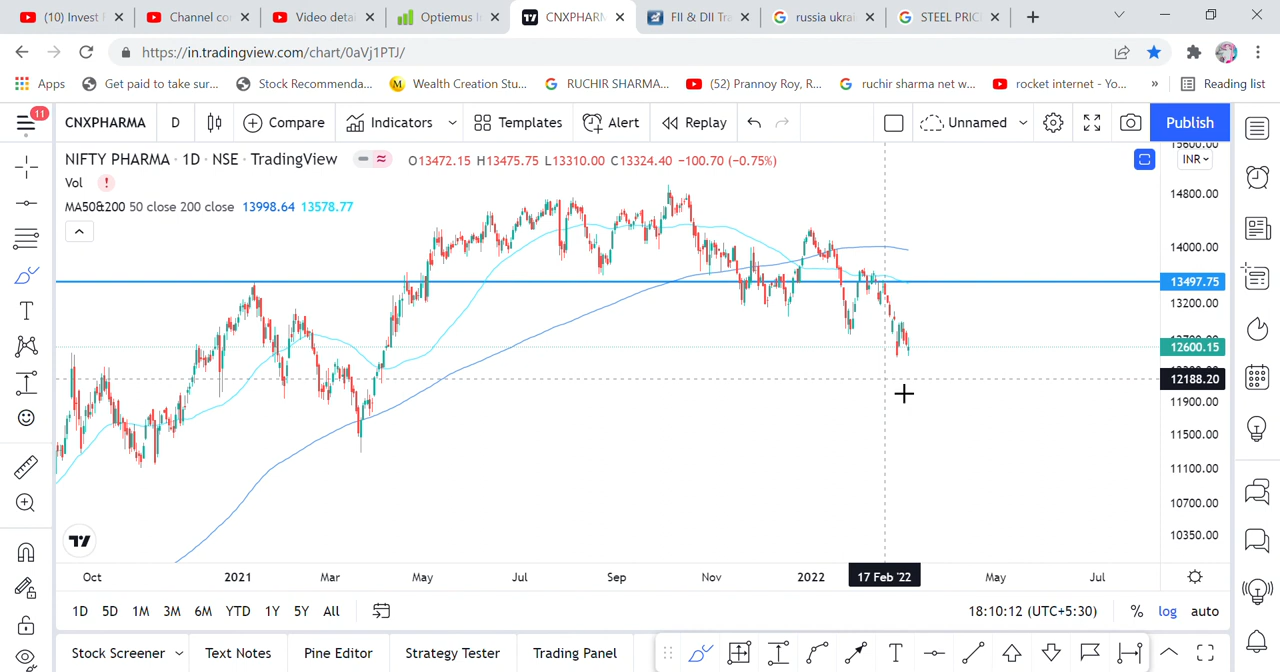 (10) Invest
Channel co
Video detai
Optiemus I
CNXPHARM
FII & DII Tra
russia ukrai
STEEL PRIC
https://in.tradingview.com/chart/0aVj1PTJ/
Apps
Get paid to take sur...
Stock Recommenda...
Wealth Creation Stu...
RUCHIR SHARMA...
(52) Prannoy Roy, R...
ruchir sharma net w...
rocket internet - Yo...
»
Reading list
11
CNXPHARMA
D
Compare
Indicators
Templates
Alert
Replay
Unnamed
Publish
NIFTY PHARMA · 1D · NSE · TradingView
O13472.15 H13475.75 L13310.00 C13324.40 −100.70 (−0.75%)
INR
Vol !
MA50&200 50 close 200 close 13998.64 13578.77
14800.00
14000.00
13497.75
13200.00
12600.15
12188.20
11900.00
11500.00
11100.00
10700.00
10350.00
Oct
2021
Mar
May
Jul
Sep
Nov
2022
17 Feb '22
May
Jul
1D
5D
1M
3M
6M
YTD
1Y
5Y
All
18:10:12 (UTC+5:30)
%
log
auto
Stock Screener
Text Notes
Pine Editor
Strategy Tester
Trading Panel